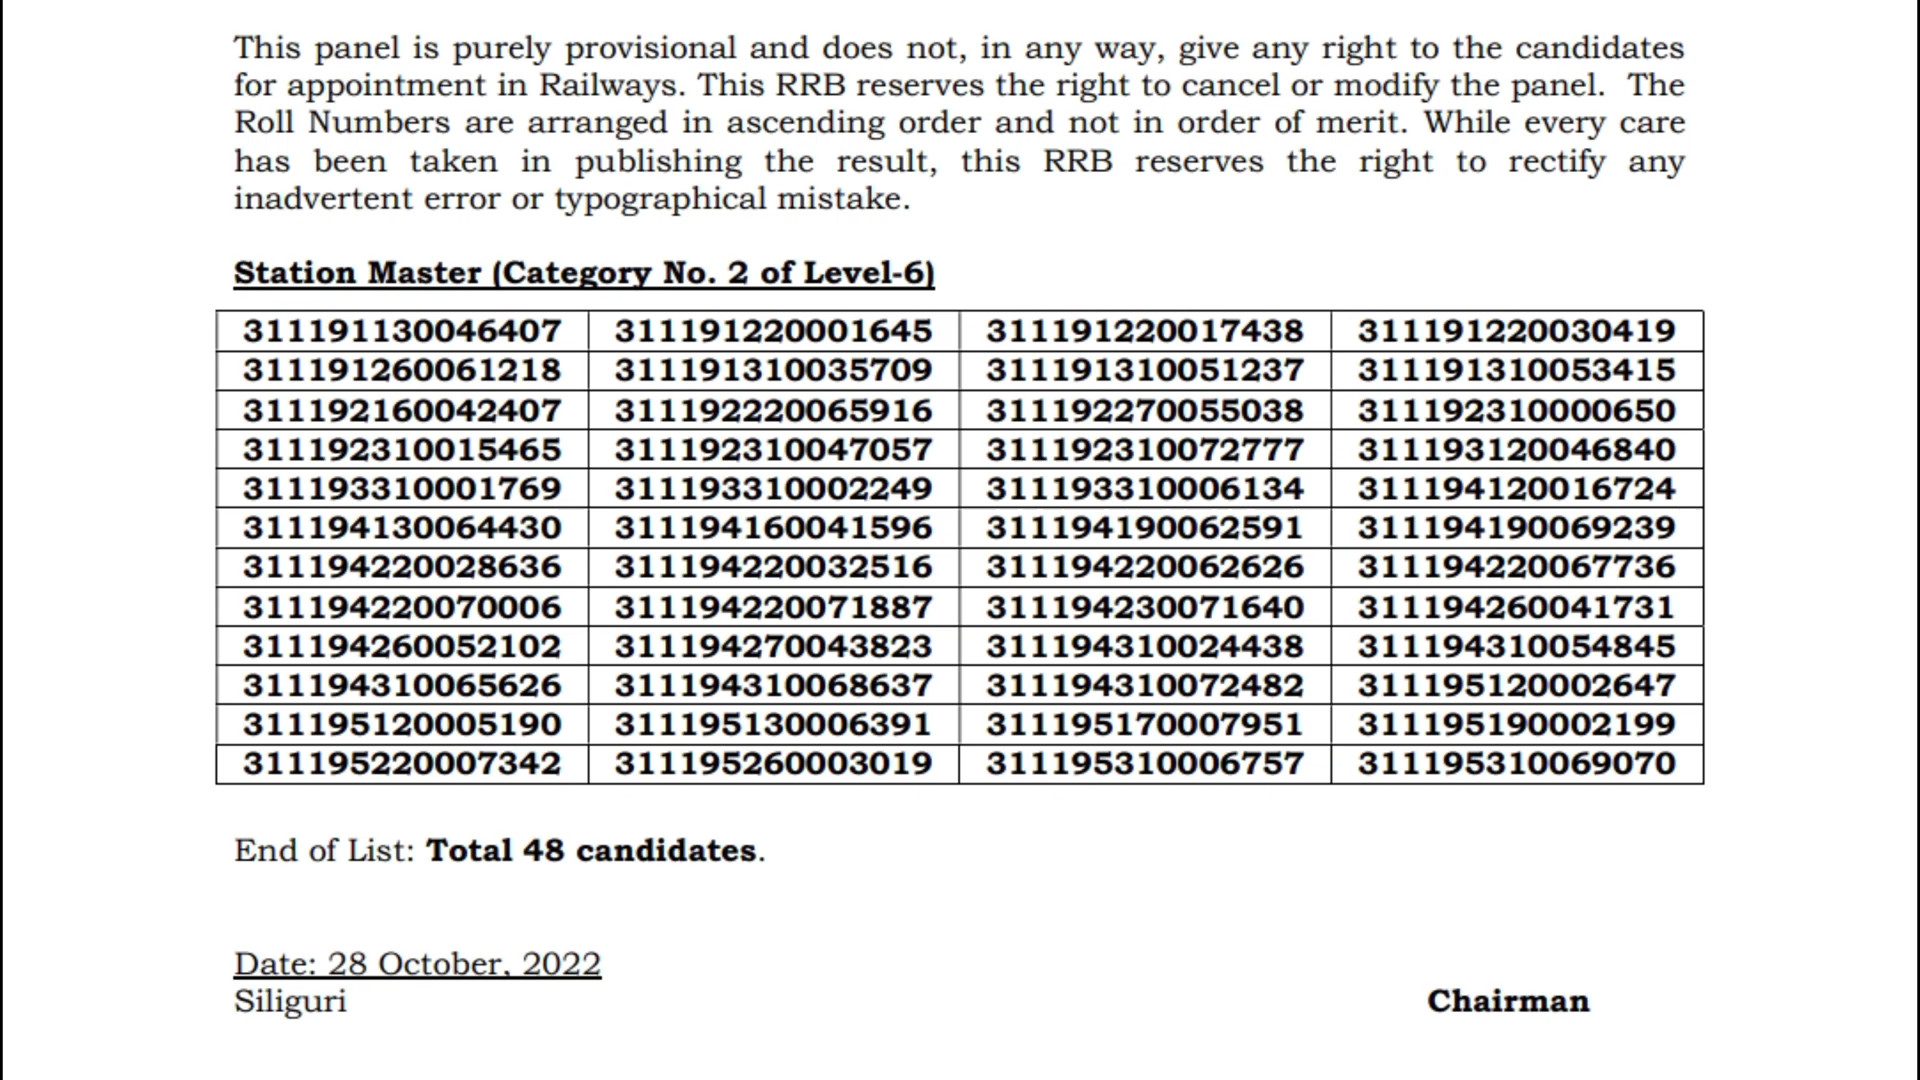 This panel is purely provisional and does not, in any way, give any right to the candidates
for appointment in Railways. This RRB reserves the right to cancel or modify the panel. The
Roll Numbers are arranged in ascending order and not in order of merit. While every care
has been taken in publishing the result, this RRB reserves the right to rectify any
inadvertent error or typographical mistake.
Station Master (Category No. 2 of Level-6)
311191130046407 311191220001645 311191220017438 311191220030419
311191260061218 311191310035709 311191310051237 311191310053415
311192160042407 311192220065916 311192270055038 311192310000650
311192310015465 311192310047057 311192310072777 311193120046840
311193310001769 311193310002249 311193310006134 311194120016724
311194130064430 311194160041596 311194190062591 311194190069239
311194220028636 311194220032516 311194220062626 311194220067736
311194220070006 311194220071887 311194230071640 311194260041731
311194260052102 311194270043823 311194310024438 311194310054845
311194310065626 311194310068637 311194310072482 311195120002647
311195120005190 311195130006391 311195170007951 311195190002199
311195220007342 311195260003019 311195310006757 311195310069070
End of List: Total 48 candidates.
Date: 28 October, 2022
Siliguri Chairman